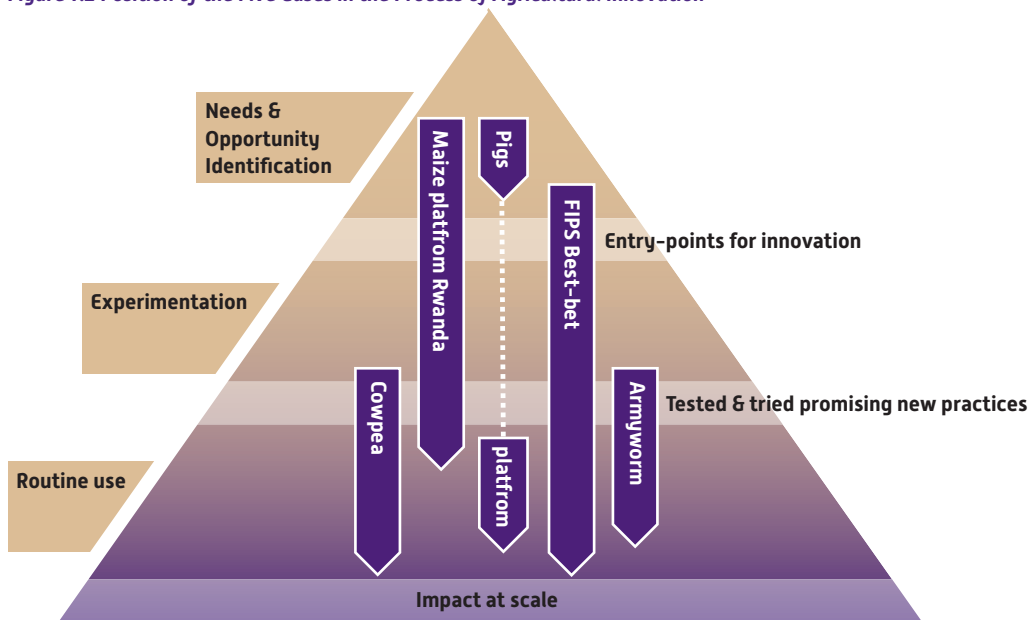 Needs &
Opportunity
Identification
Maize platfrom Rwanda
Pigs
FIPS Best-bet
Entry-points for innovation
Experimentation
Cowpea
Armyworm
Tested & tried promising new practices
platfrom
Routine use
Impact at scale